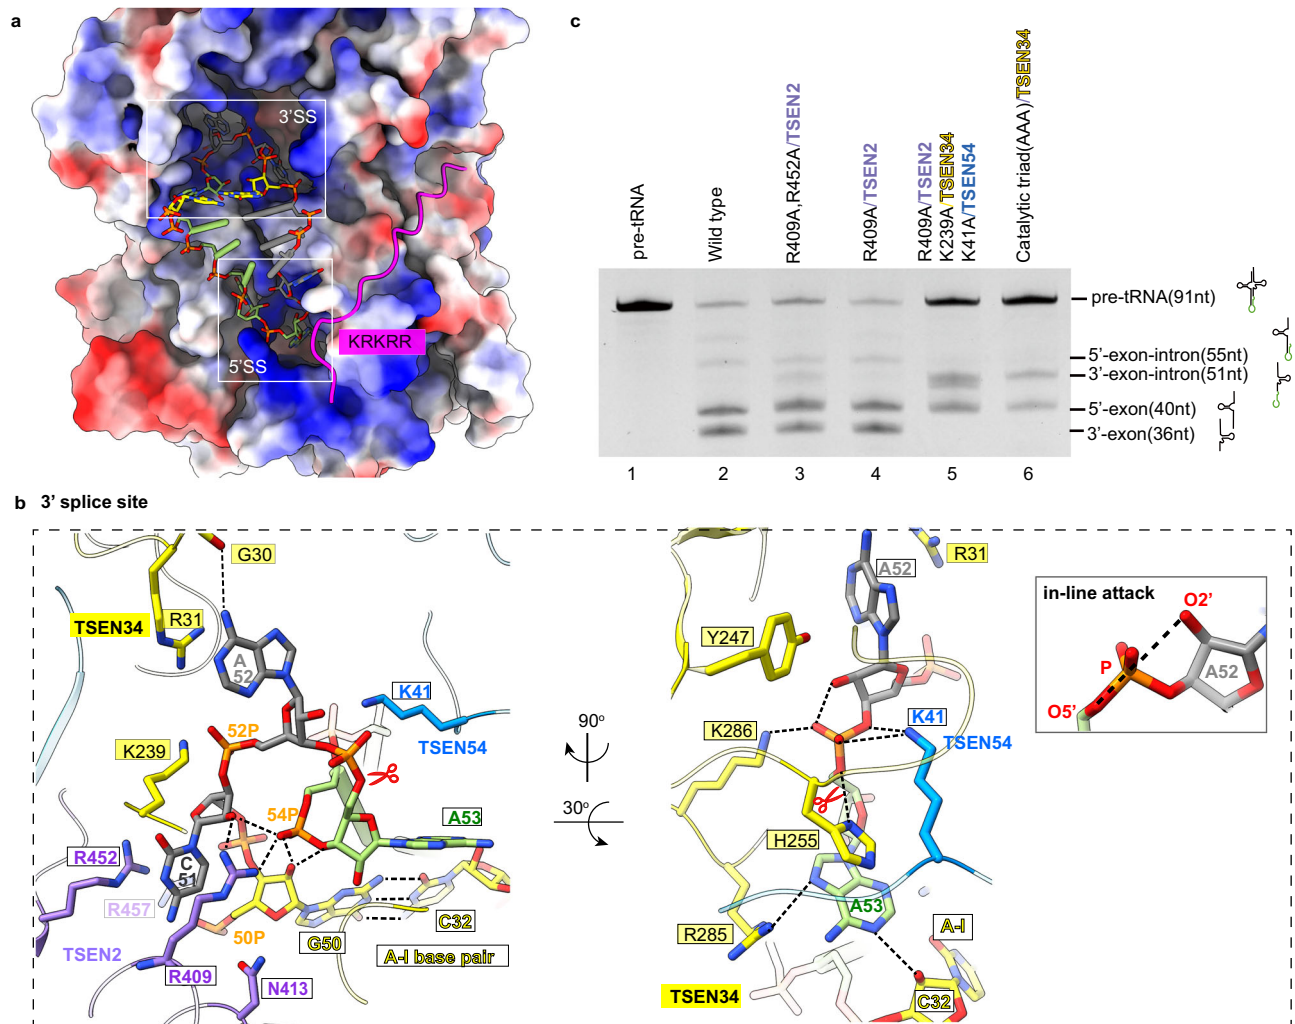 a
3'SS
5'SS
KRKRR
c
pre-tRNA
Wild type
R409A,R452A/TSEN2
R409A/TSEN2
R409A/TSEN2
K239A/TSEN34
K41A/TSEN54
Catalytic triad(AAA)/TSEN34
pre-tRNA(91nt)
5'-exon-intron(55nt)
3'-exon-intron(51nt)
5'-exon(40nt)
3'-exon(36nt)
1 2 3 4 5 6
b 3' splice site
G30
R31
TSEN34
A
52
K41
TSEN54
52P
K239
54P
A53
R452
C
51
R457
TSEN2
50P
G50
C32
A-I base pair
R409
N413
90°
30°
R31
A52
Y247
K286
K41
TSEN54
H255
A53
R285
A-I
TSEN34
C32
in-line attack
O2'
P
A52
O5'